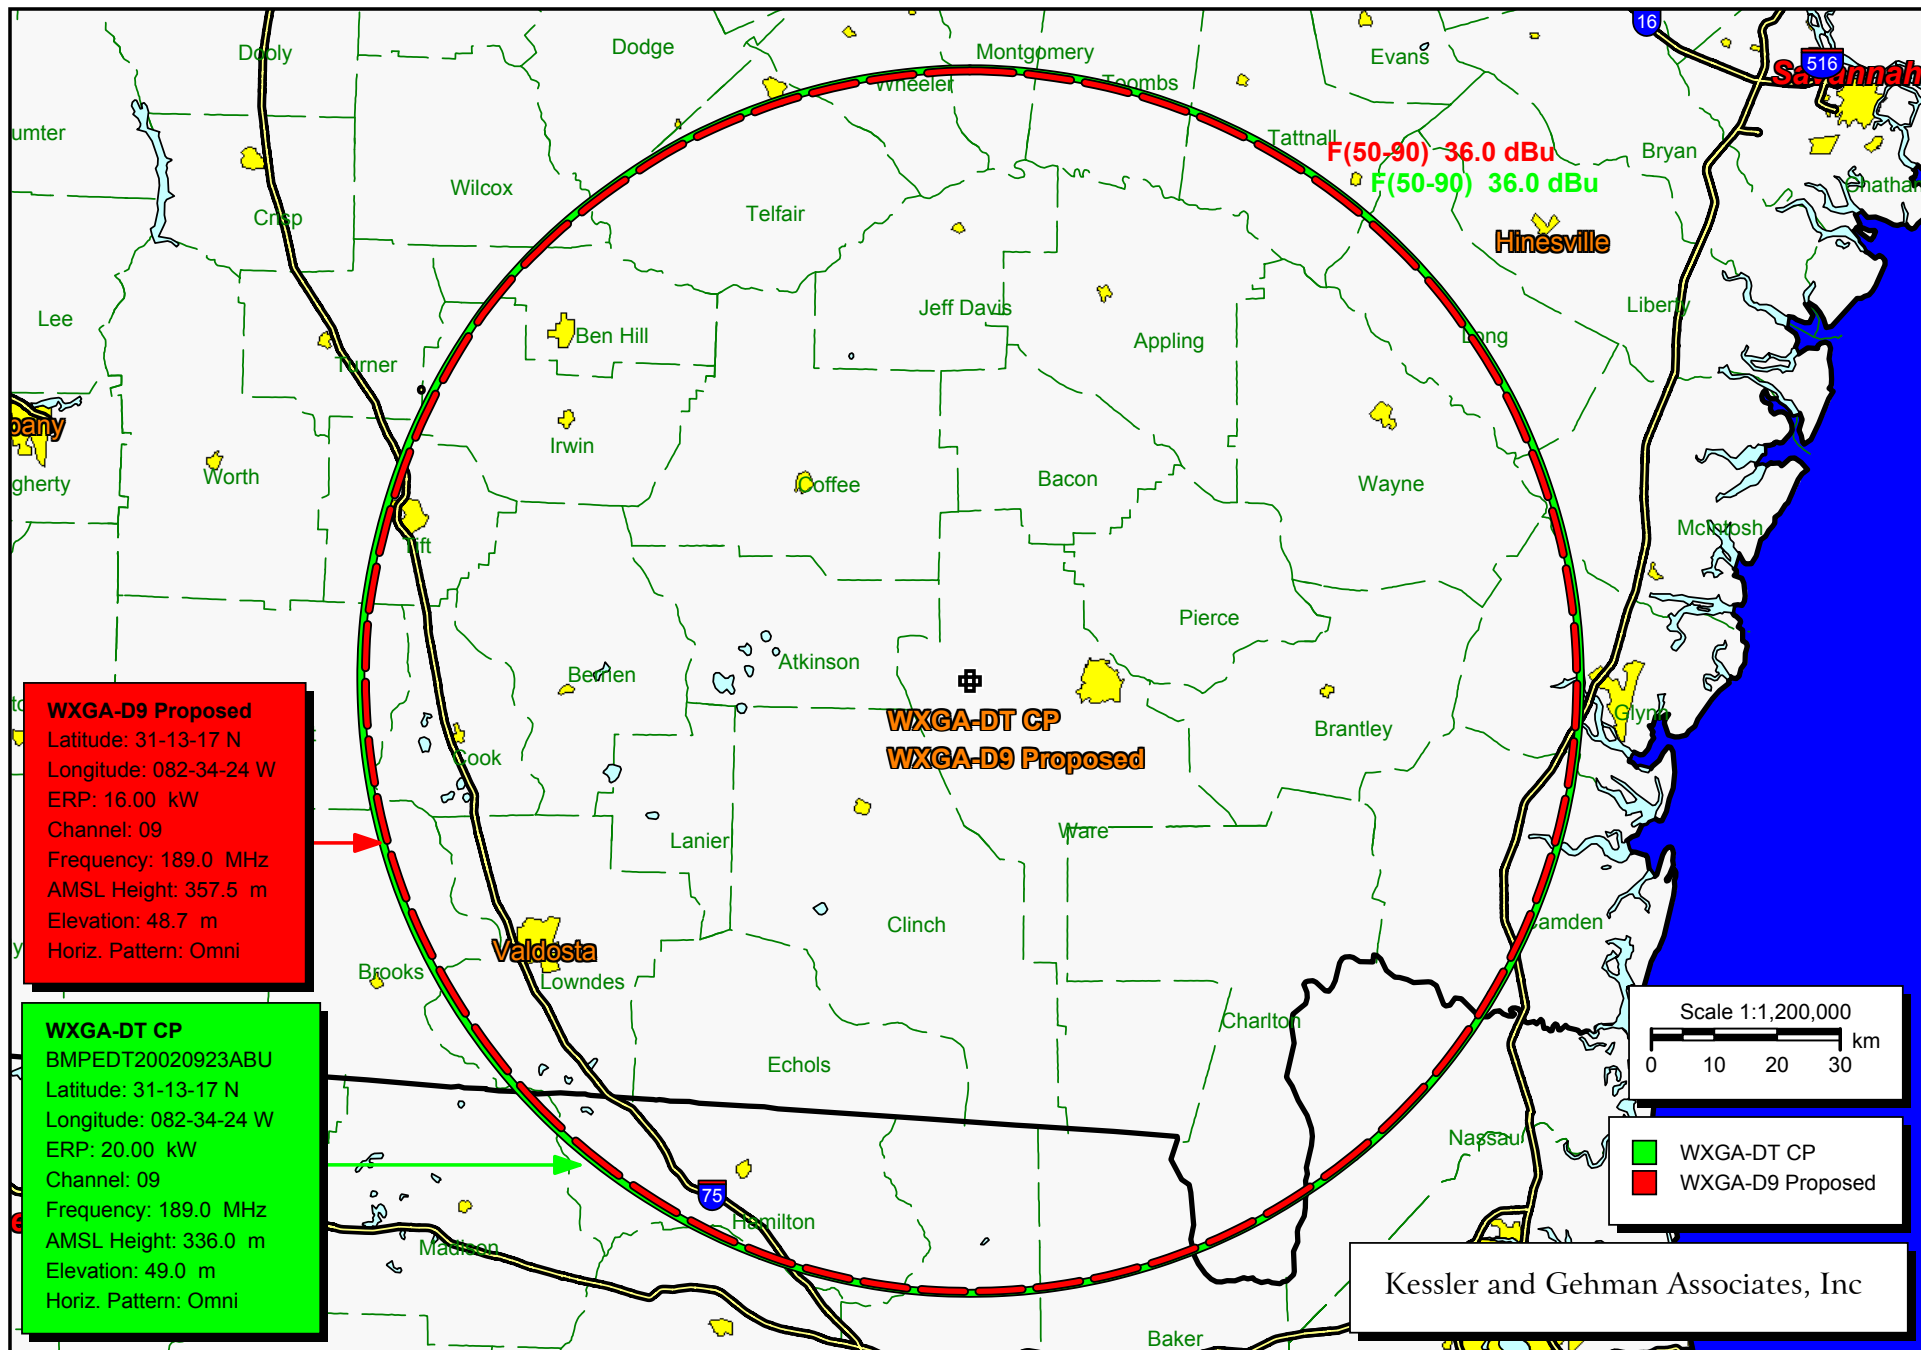 Dooly
Dodge
Montgomery
Evans
16
516
Savannah
Wheeler
Toombs
Tattnall
umter
F(50-90) 36.0 dBu
F(50-90) 36.0 dBu
Bryan
Chathar
Wilcox
Crisp
Telfair
Hinesville
Lee
Jeff Davis
Liberty
Ben Hill
Appling
Long
Turner
bany
Irwin
Worth
gherty
Coffee
Bacon
Wayne
McIntosh
Tift
Pierce
Berrien
Atkinson
Glynn
WXGA-DT CP
WXGA-D9 Proposed
Brantley
Cook
Lanier
Ware
Clinch
Camden
Valdosta
Brooks
Lowndes
Charlton
Echols
Nassau
75
Hamilton
Madison
Baker
WXGA-D9 Proposed
Latitude: 31-13-17 N
Longitude: 082-34-24 W
ERP: 16.00 kW
Channel: 09
Frequency: 189.0 MHz
AMSL Height: 357.5 m
Elevation: 48.7 m
Horiz. Pattern: Omni
WXGA-DT CP
BMPEDT20020923ABU
Latitude: 31-13-17 N
Longitude: 082-34-24 W
ERP: 20.00 kW
Channel: 09
Frequency: 189.0 MHz
AMSL Height: 336.0 m
Elevation: 49.0 m
Horiz. Pattern: Omni
Scale 1:1,200,000
0 10 20 30 km
WXGA-DT CP
WXGA-D9 Proposed
Kessler and Gehman Associates, Inc